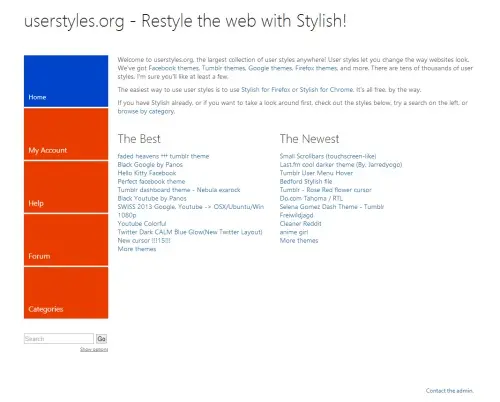 userstyles.org - Restyle the web with Stylish!
Home
My Account
Help
Forum
Categories
Search
Go
Show options
Welcome to userstyles.org, the largest collection of user styles anywhere! User styles let you change the way websites look.
We've got Facebook themes, Tumblr themes, Google themes, Firefox themes, and more. There are tens of thousands of user
styles. I'm sure you'll like at least a few.
The easiest way to use user styles is to use Stylish for Firefox or Stylish for Chrome. It's all free, by the way.
If you have Stylish already, or if you want to take a look around first, check out the styles below, try a search on the left, or
browse by category.
The Best
faded heavens *** tumblr theme
Black Google by Panos
Hello Kitty Facebook
Perfect facebook theme
Tumblr dashboard theme - Nebula
Black Youtube by Panos
SWISS 2013 Google, Youtube -> OSX/Ubuntu/Win
1080p
Youtube Colorful
Twitter Dark CALM Blue Glow(New Twitter Layout)
New cursor !!!15!!!
More themes
The Newest
Small Scrollbars (touchscreen-like)
Last.fm cool darker theme (By: Jarredyogo)
Tumblr User Menu Hover
Bedford Stylish file
Tumblr - Rose Red flower cursor
Do.com Tahoma / RTL
Selena Gomez Dash Theme - Tumblr
Freiwildjagd
Cleaner Reddit
anime girl
More themes
Contact the admin.